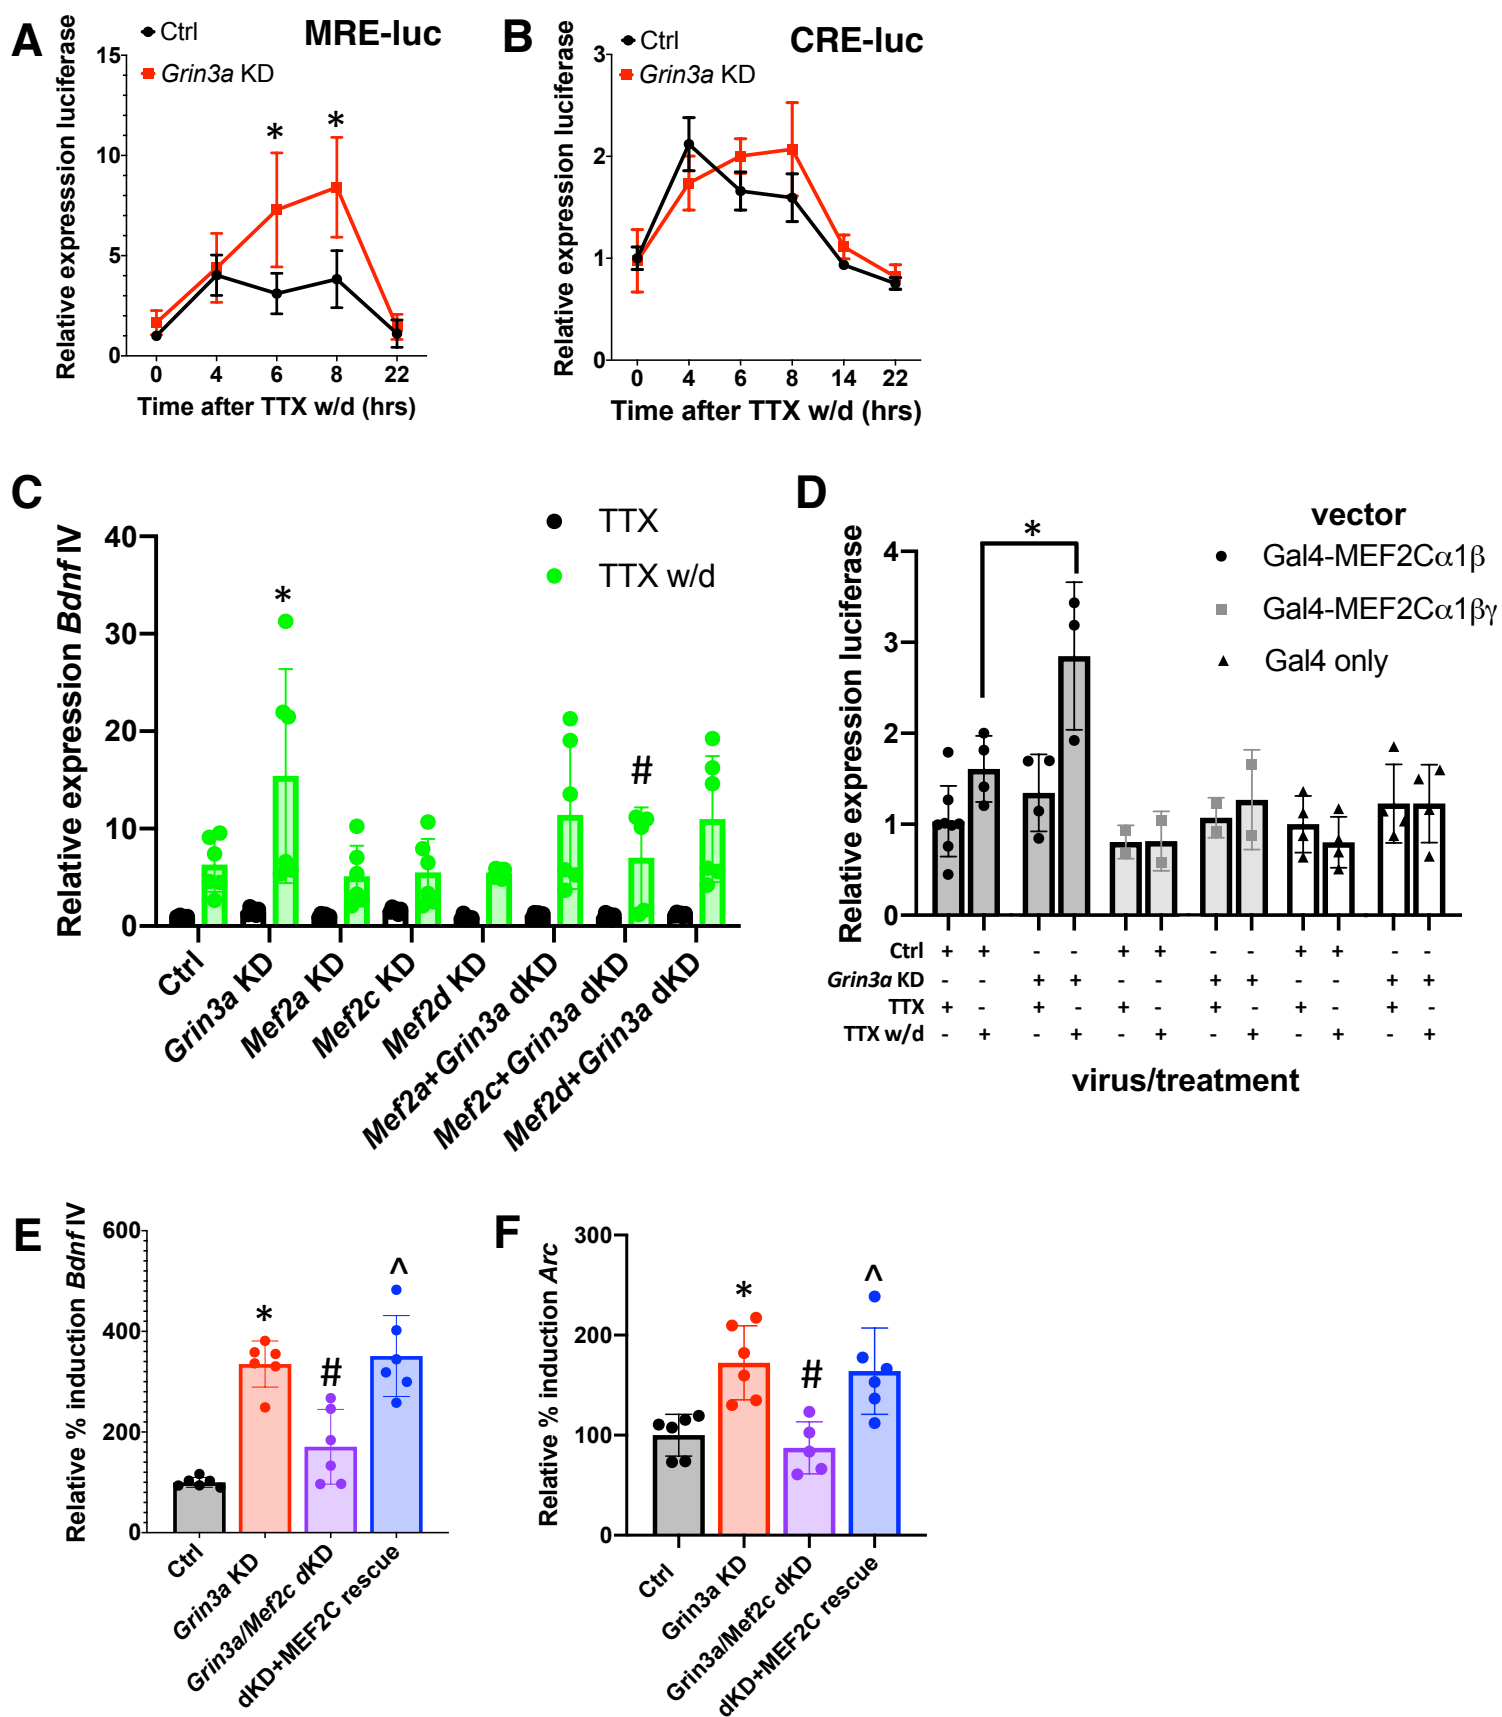 A
MRE-luc
Ctrl
Grin3a KD
Relative expresssion luciferase
15
10
5
0
0 4 6 8 22
* *
Time after TTX w/d (hrs)
B
CRE-luc
Ctrl
Grin3a KD
Relative expression luciferase
3
2
1
0
0 4 6 8 14 22
Time after TTX w/d (hrs)
C
TTX
TTX w/d
Relative expression Bdnf IV
40
30
20
10
0
*
#
Ctrl
Grin3a KD
Mef2a KD
Mef2c KD
Mef2d KD
Mef2a+Grin3a dKD
Mef2c+Grin3a dKD
Mef2d+Grin3a dKD
D
vector
Gal4-MEF2Cα1β
Gal4-MEF2Cα1βγ
Gal4 only
Relative expression luciferase
4
3
2
1
0
*
Ctrl + + - - + + - - + + - -
Grin3a KD - - + + - - + + - - + +
TTX + - + - + - + - + - + -
TTX w/d - + - + - + - + - + - +
virus/treatment
E
Relative % induction Bdnf IV
600
400
200
0
*
#
^
Ctrl
Grin3a KD
Grin3a/Mef2c dKD
dKD+MEF2C rescue
F
Relative % induction Arc
300
200
100
0
*
#
^
Ctrl
Grin3a KD
Grin3a/Mef2c dKD
dKD+MEF2C rescue